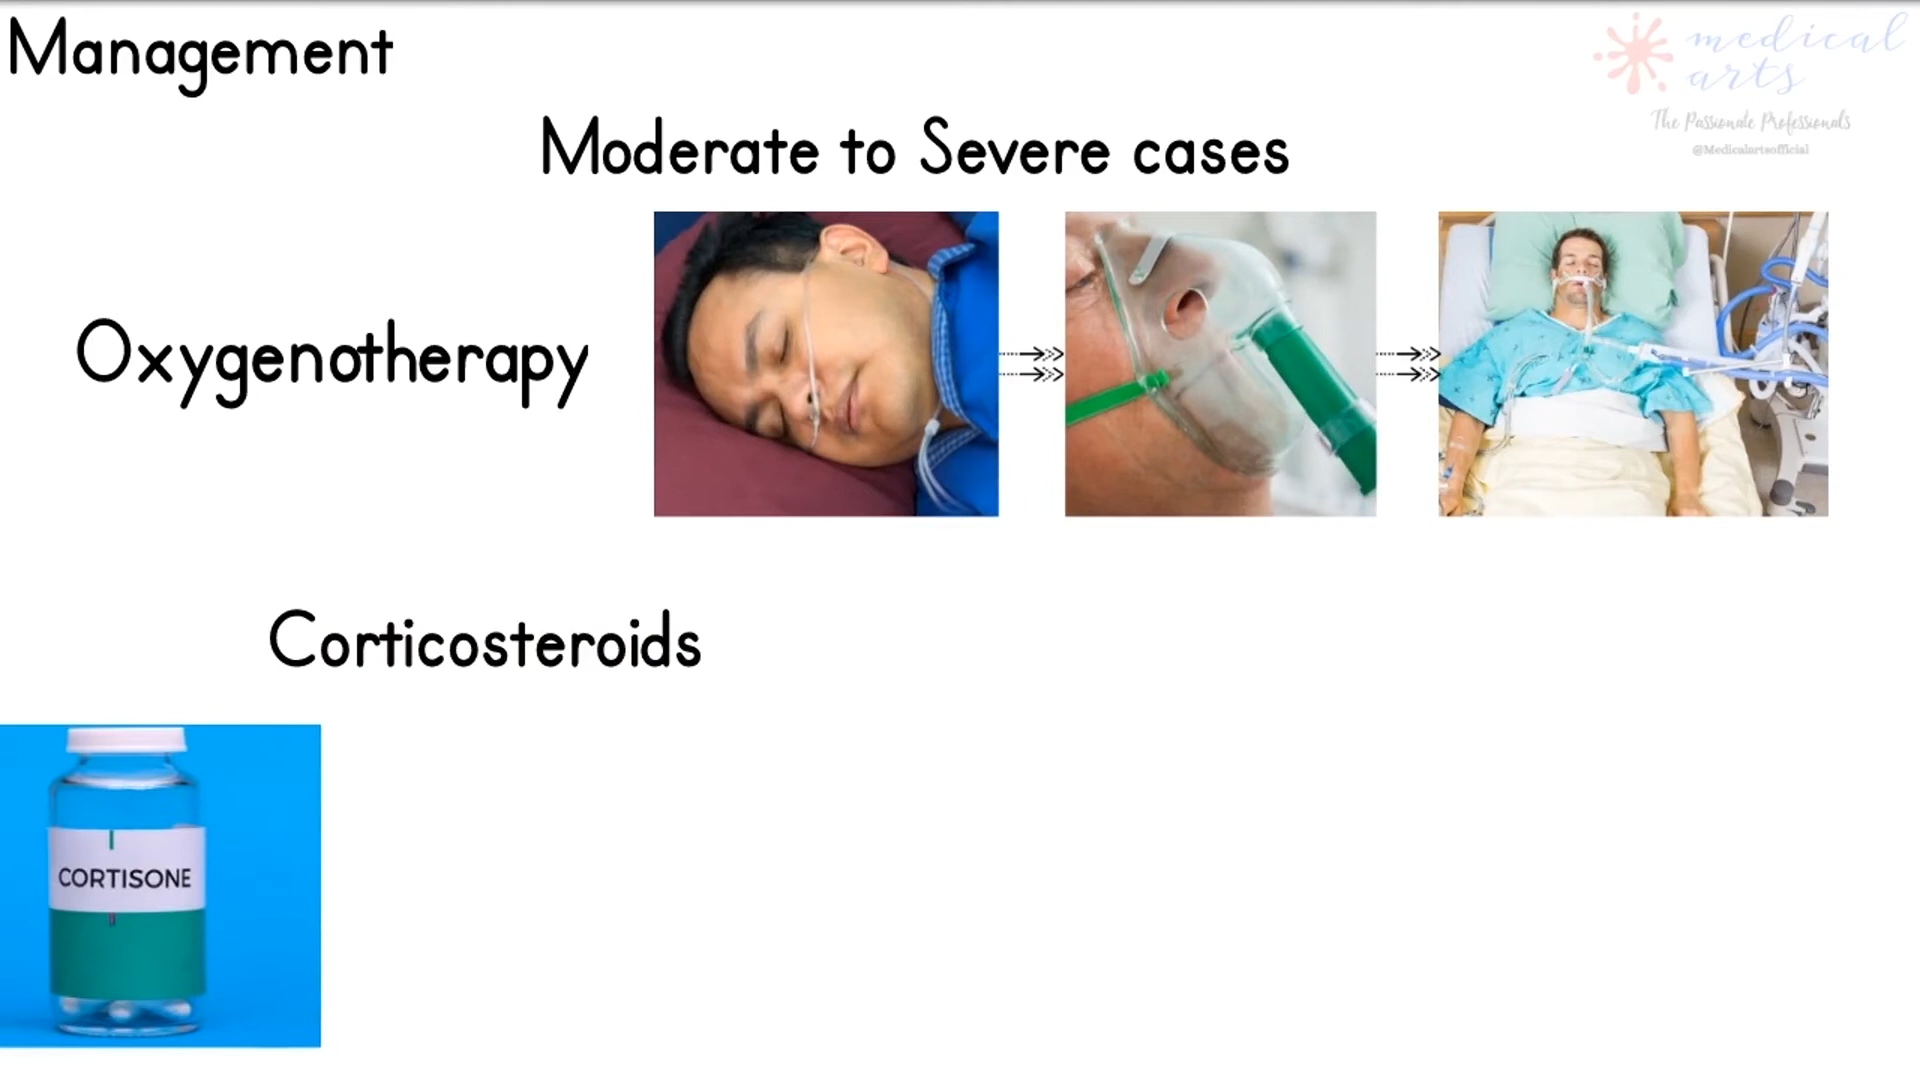 Management
medical
arts
The Passionate Professionals
@Medicalartsofficial
Moderate to Severe cases
Oxygenotherapy
Corticosteroids
CORTISONE